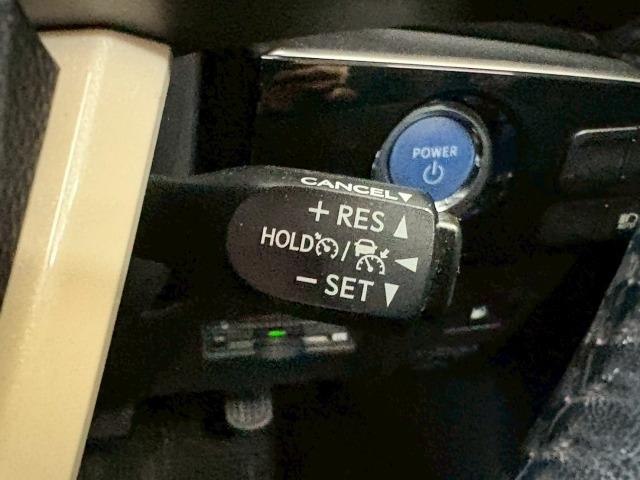 POWER
CANCEL▼
+ RES ▲
HOLD / ◀
− SET ▼